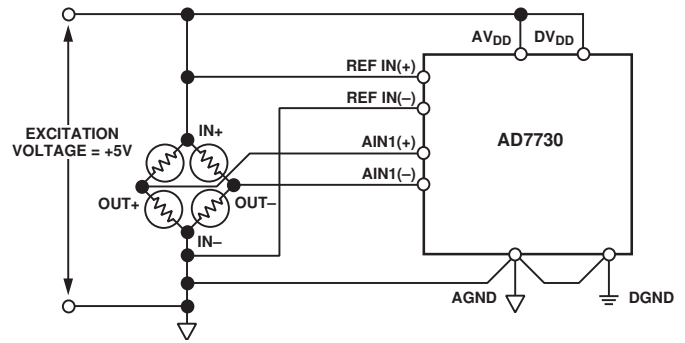 AVDD DVDD
REF IN(+)
REF IN(–)
EXCITATION
VOLTAGE = +5V
IN+
AIN1(+)
AD7730
AIN1(–)
OUT+
OUT–
IN–
AGND
DGND